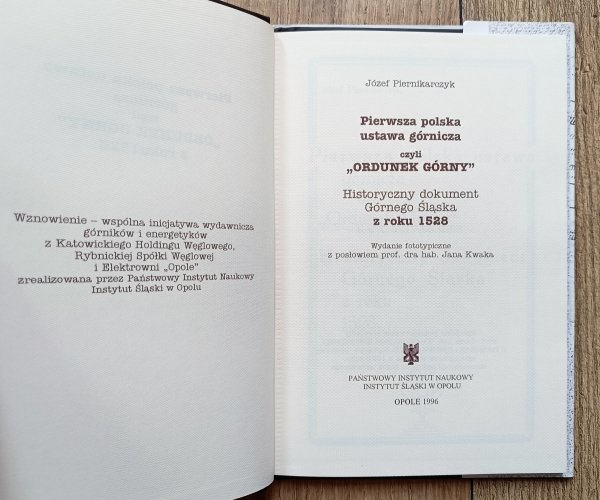 Wznowienie – wspólna inicjatywa wydawnicza
górników i energetyków
z Katowickiego Holdingu Węglowego,
Rybnickiej Spółki Węglowej
i Elektrowni „Opole”
zrealizowana przez Państwowy Instytut Naukowy
Instytut Śląski w Opolu
Józef Piernikarczyk
Pierwsza polska
ustawa górnicza
czyli
„ORDUNEK GÓRNY”
Historyczny dokument
Górnego Śląska
z roku 1528
Wydanie fototypiczne
z posłowiem prof. dra hab. Jana Kwaka
PAŃSTWOWY INSTYTUT NAUKOWY
INSTYTUT ŚLĄSKI W OPOLU
OPOLE 1996